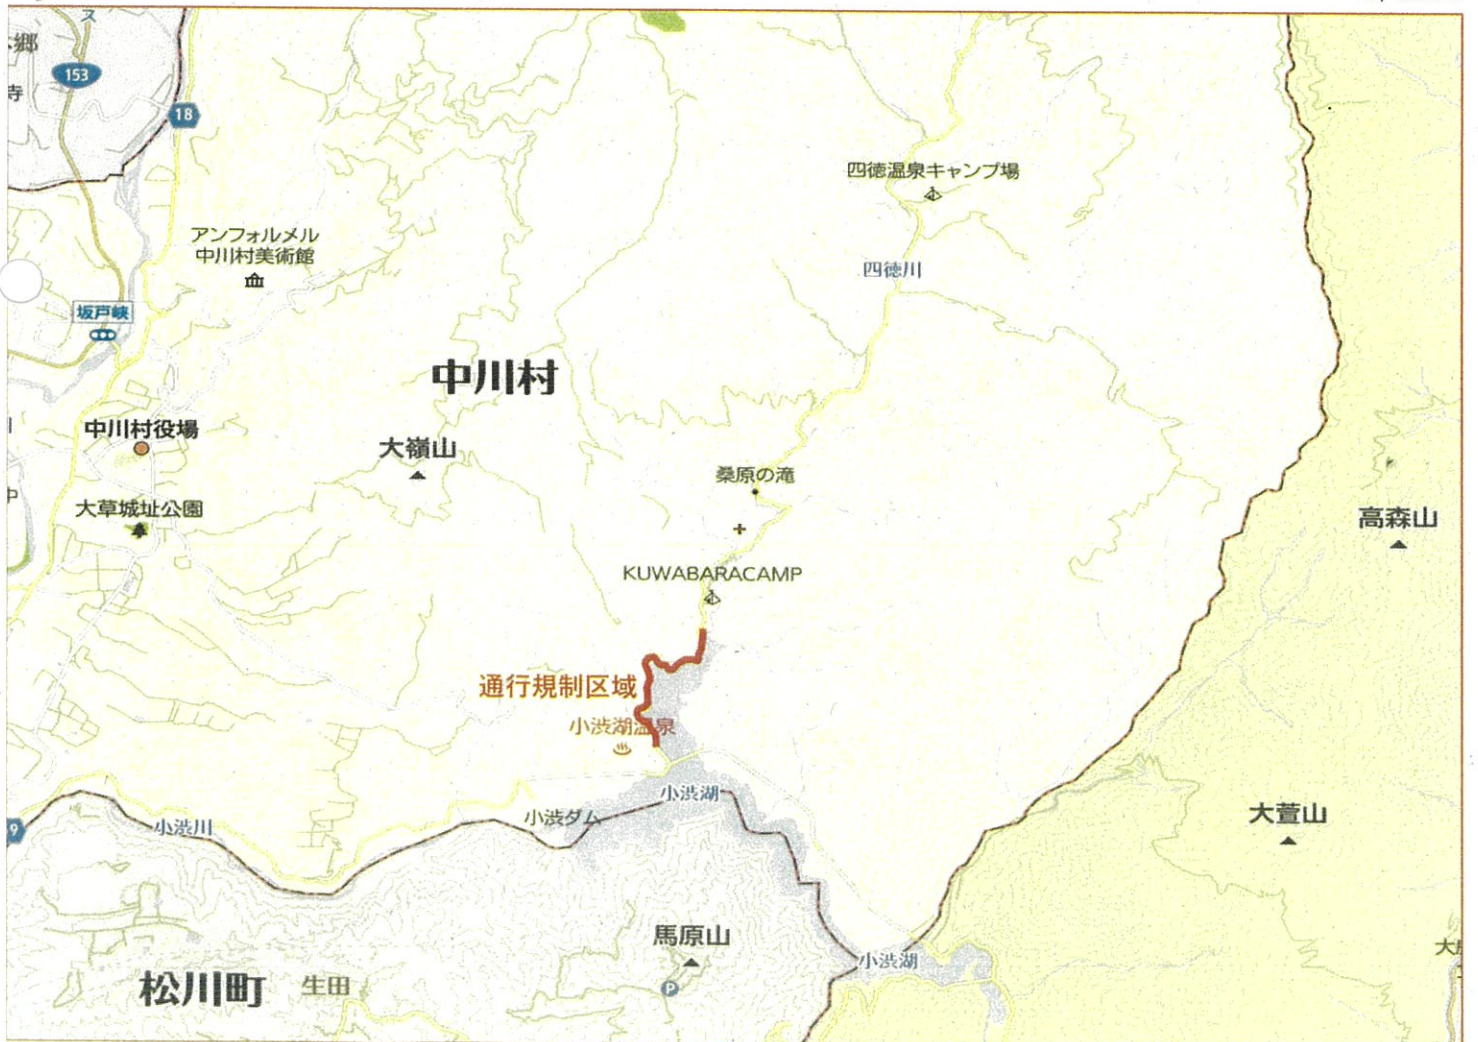 ス
郷
153
寺
18
四徳温泉キャンプ場
アンフォルメル
中川村美術館
四徳川
坂戸峡
中川村
中川村役場
大嶺山
桑原の滝
中
大草城址公園
高森山
KUWABARACAMP
通行規制区域
小渋湖温泉
小渋湖
大萱山
9
小渋川
小渋ダム
馬原山
小渋湖
松川町
生田
P